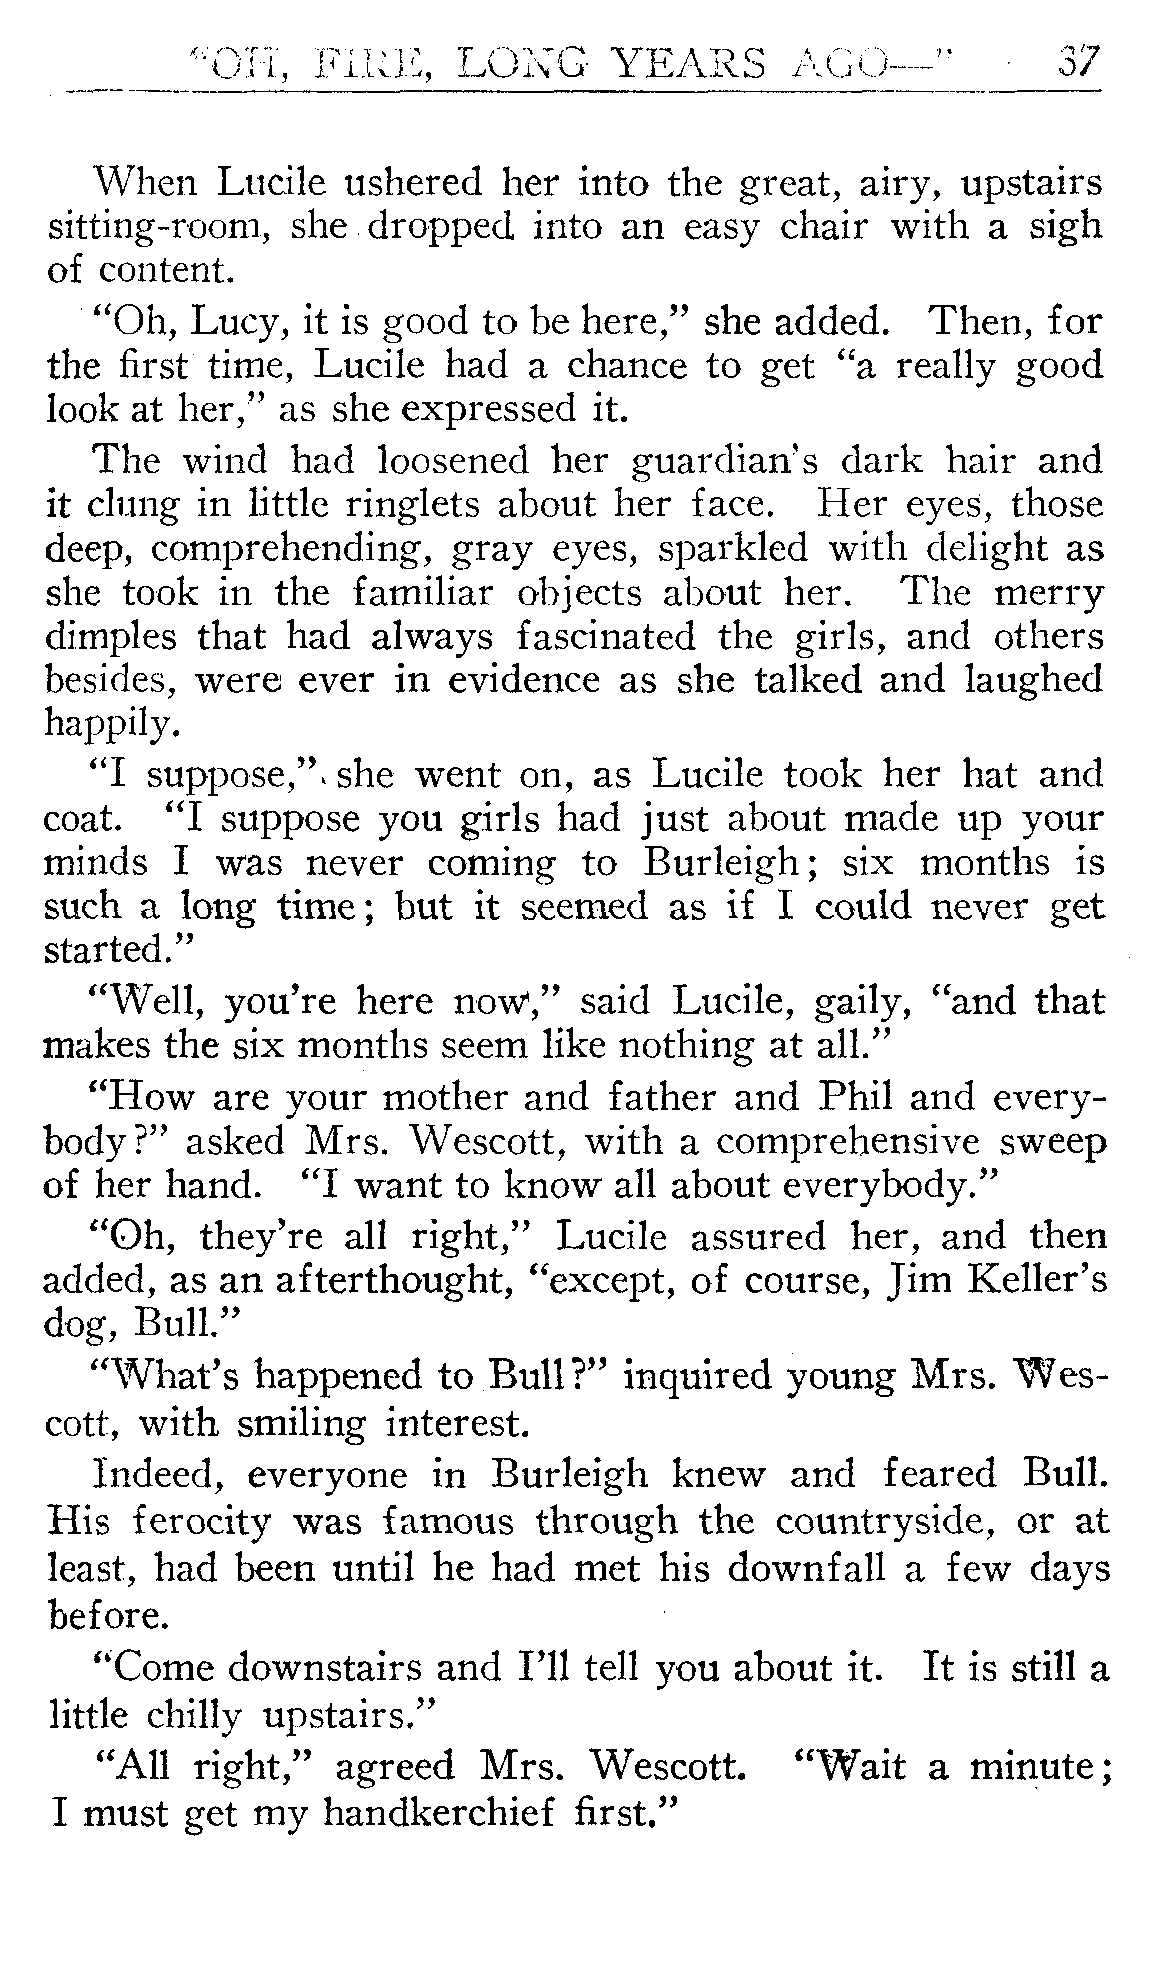 "OH, FIRE, LONG YEARS AGO—" 37
When Lucile ushered her into the great, airy, upstairs
sitting-room, she dropped into an easy chair with a sigh
of content.
"Oh, Lucy, it is good to be here," she added. Then, for
the first time, Lucile had a chance to get "a really good
look at her," as she expressed it.
The wind had loosened her guardian's dark hair and
it clung in little ringlets about her face. Her eyes, those
deep, comprehending, gray eyes, sparkled with delight as
she took in the familiar objects about her. The merry
dimples that had always fascinated the girls, and others
besides, were ever in evidence as she talked and laughed
happily.
"I suppose," she went on, as Lucile took her hat and
coat. "I suppose you girls had just about made up your
minds I was never coming to Burleigh; six months is
such a long time; but it seemed as if I could never get
started."
"Well, you're here now," said Lucile, gaily, "and that
makes the six months seem like nothing at all."
"How are your mother and father and Phil and every-
body?" asked Mrs. Wescott, with a comprehensive sweep
of her hand. "I want to know all about everybody."
"Oh, they're all right," Lucile assured her, and then
added, as an afterthought, "except, of course, Jim Keller's
dog, Bull."
"What's happened to Bull?" inquired young Mrs. Wes-
cott, with smiling interest.
Indeed, everyone in Burleigh knew and feared Bull.
His ferocity was famous through the countryside, or at
least, had been until he had met his downfall a few days
before.
"Come downstairs and I'll tell you about it. It is still a
little chilly upstairs."
"All right," agreed Mrs. Wescott. "Wait a minute;
I must get my handkerchief first."